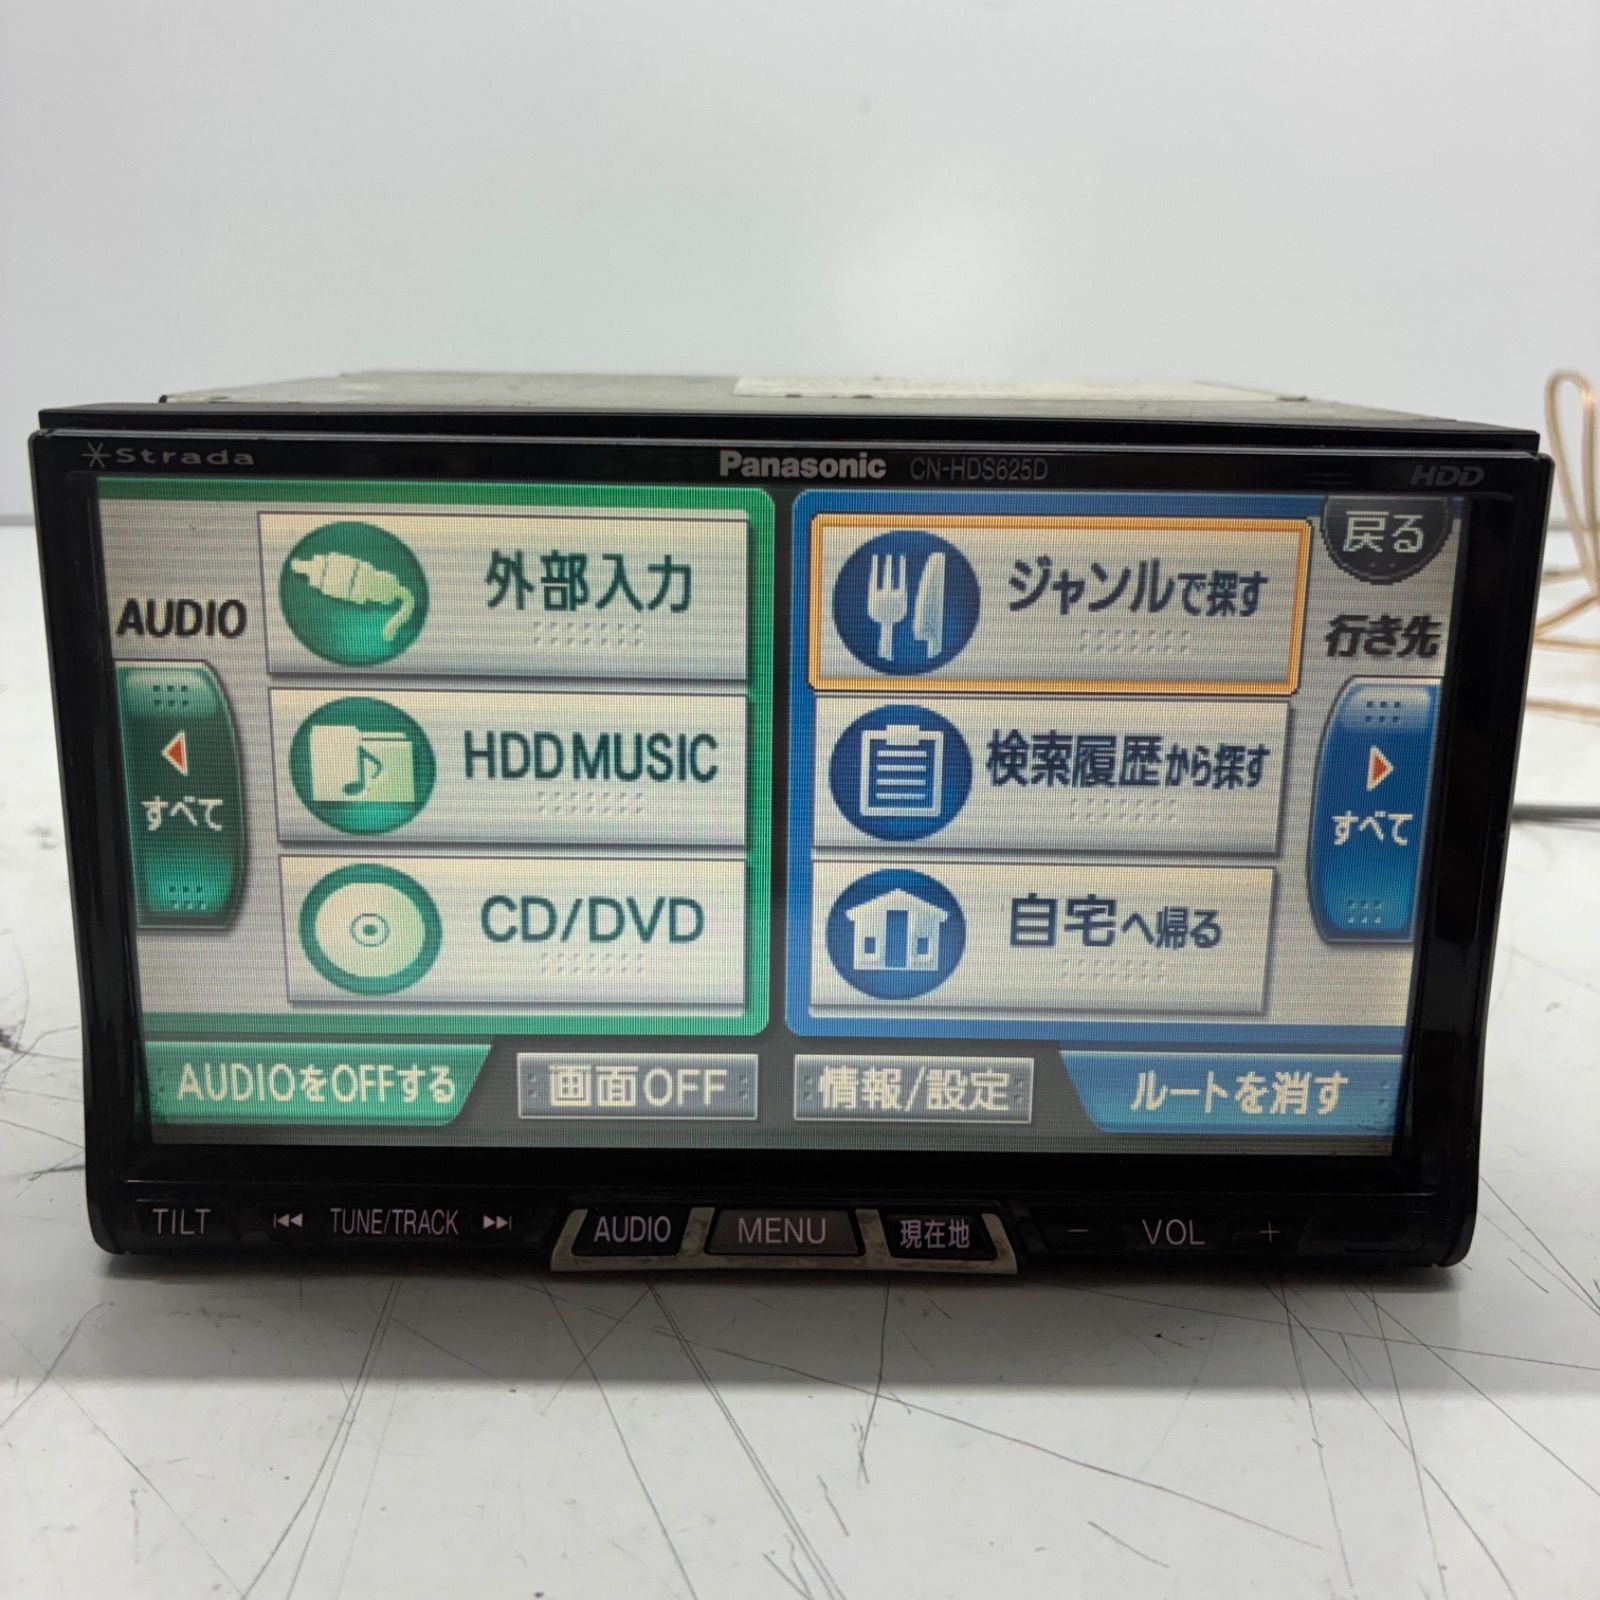 Strada
Panasonic CN-HDS625D
HDD
戻る
AUDIO
すべて
外部入力
HDD MUSIC
CD/DVD
ジャンルで探す
検索履歴から探す
自宅へ帰る
行き先
すべて
AUDIOをOFFする
画面OFF
情報/設定
ルートを消す
TILT
TUNE/TRACK
AUDIO
MENU
現在地
− VOL +